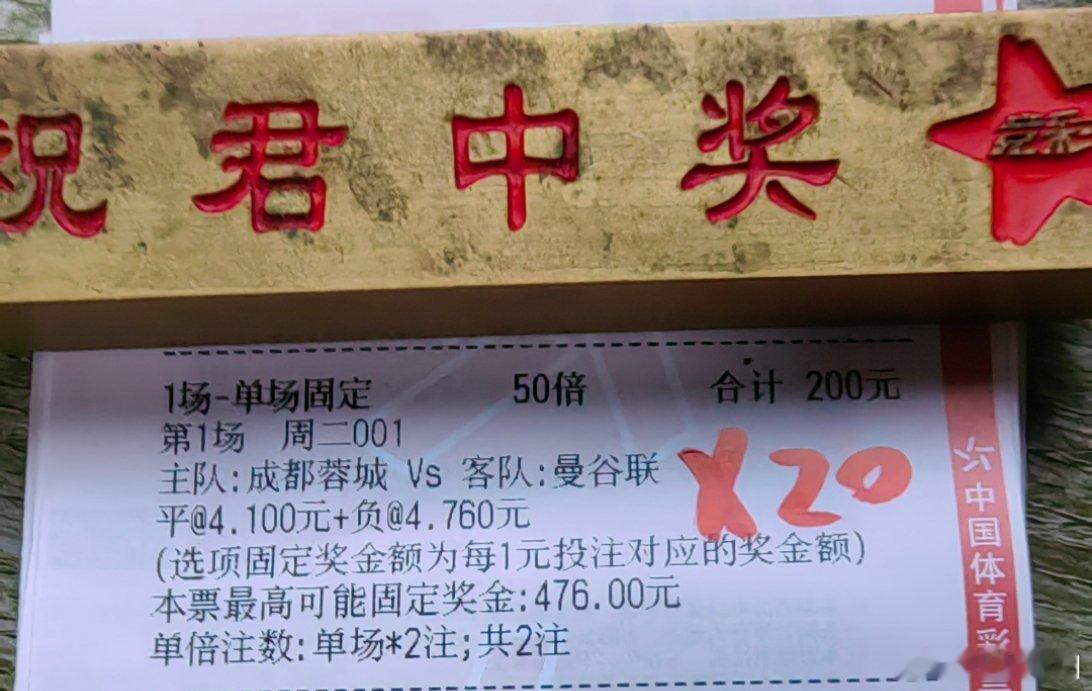 祝君中奖
竞彩
1场-单场固定 50倍 合计 200元
第1场 周二001
主队:成都蓉城 Vs 客队:曼谷联
平@4.100元+负@4.760元
X20
(选项固定奖金额为每1元投注对应的奖金额)
本票最高可能固定奖金:476.00元
单倍注数:单场*2注;共2注
中国体育彩